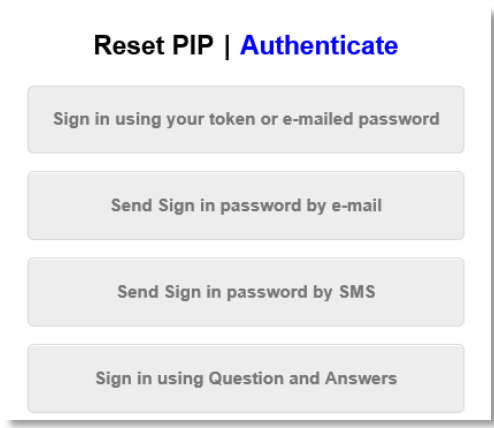 Reset PIP | Authenticate
Sign in using your token or e-mailed password
Send Sign in password by e-mail
Send Sign in password by SMS
Sign in using Question and Answers